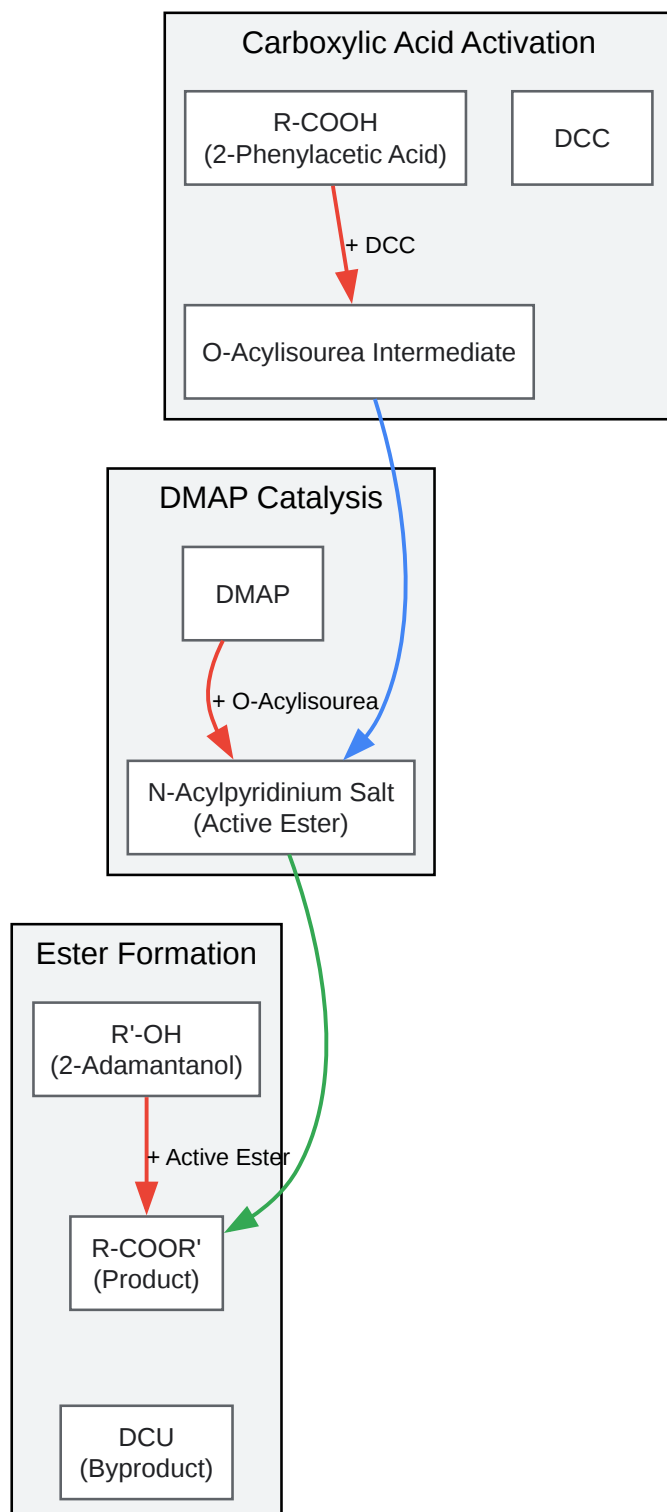 Carboxylic Acid Activation
R-COOH
(2-Phenylacetic Acid)
DCC
+ DCC
O-Acylisourea Intermediate
DMAP Catalysis
DMAP
+ O-Acylisourea
N-Acylpyridinium Salt
(Active Ester)
Ester Formation
R'-OH
(2-Adamantanol)
+ Active Ester
R-COOR'
(Product)
DCU
(Byproduct)